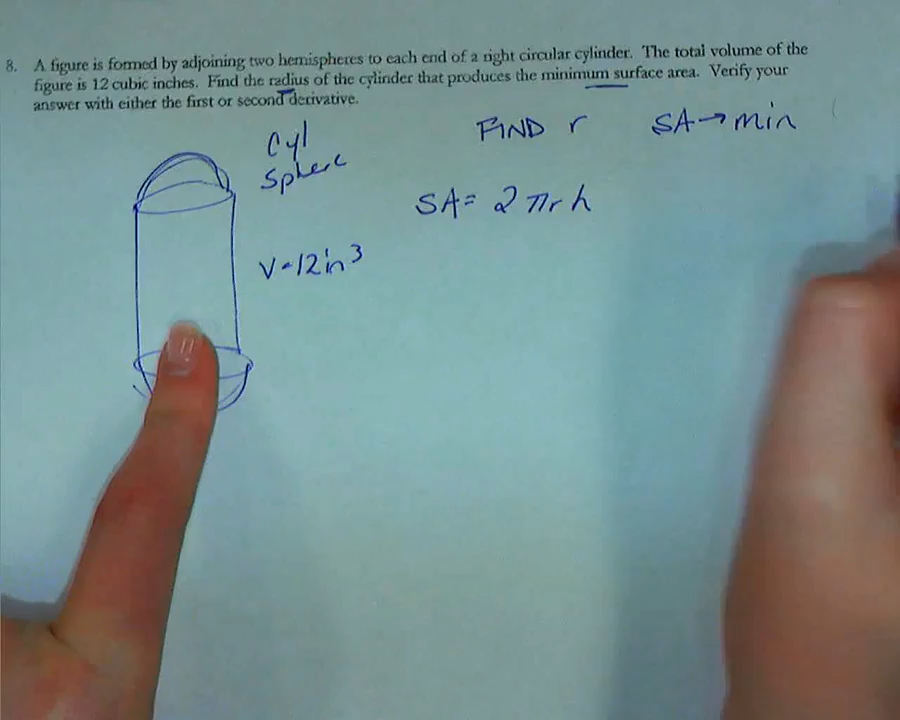 8. A figure is formed by adjoining two hemispheres to each end of a right circular cylinder. The total volume of the
figure is 12 cubic inches. Find the radius of the cylinder that produces the minimum surface area. Verify your
answer with either the first or second derivative.
Cyl
Sphere
FIND r SA→min
SA= 2πrh
V=12in³